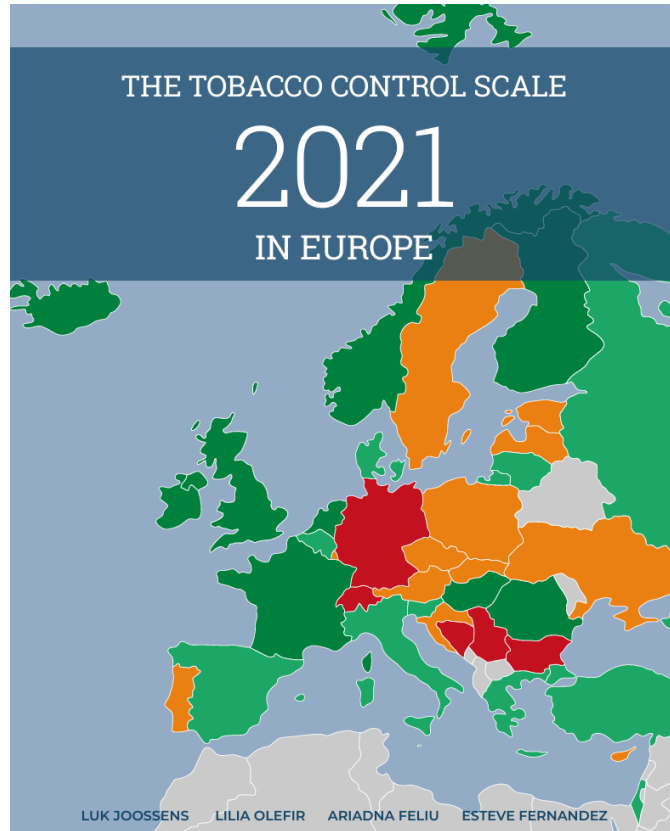 THE TOBACCO CONTROL SCALE
2021
IN EUROPE
LUK JOOSSENS LILIA OLEFIR ARIADNA FELIU ESTEVE FERNANDEZ